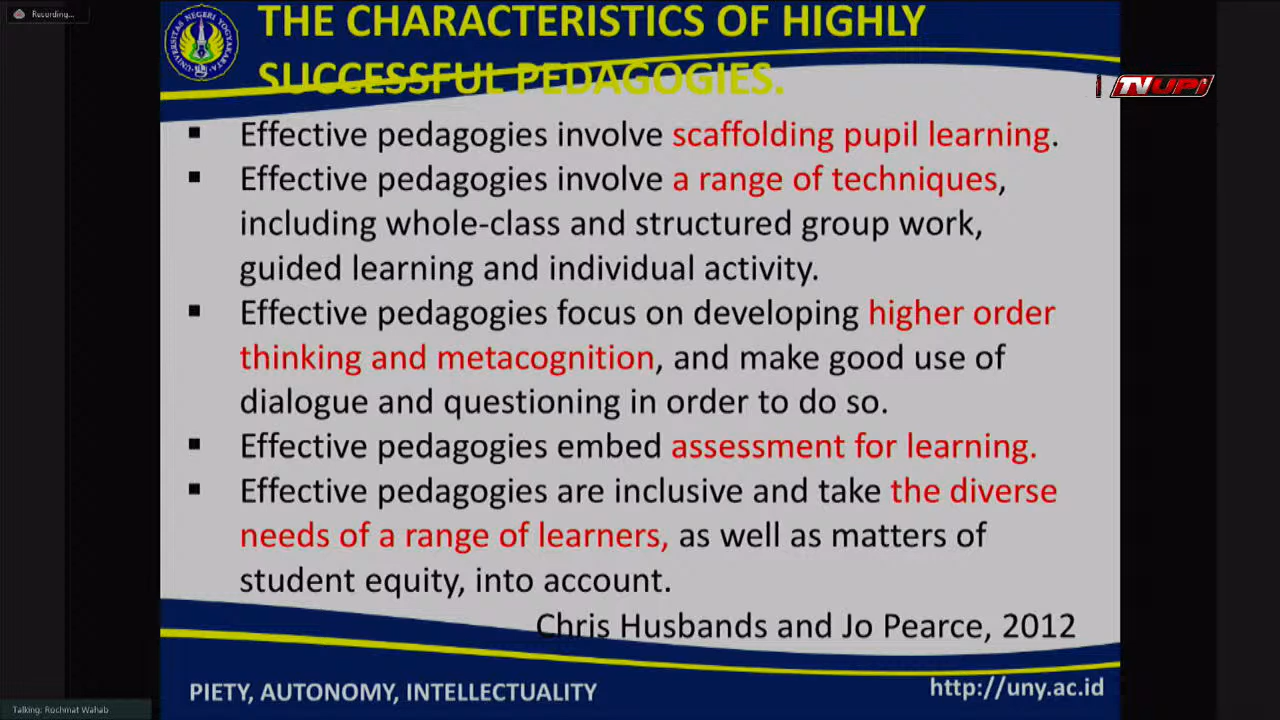 Recording...
THE CHARACTERISTICS OF HIGHLY
SUCCESSFUL PEDAGOGIES.
UNIVERSITAS NEGERI YOGYAKARTA
TVUPI
▪ Effective pedagogies involve scaffolding pupil learning.
▪ Effective pedagogies involve a range of techniques,
including whole-class and structured group work,
guided learning and individual activity.
▪ Effective pedagogies focus on developing higher order
thinking and metacognition, and make good use of
dialogue and questioning in order to do so.
▪ Effective pedagogies embed assessment for learning.
▪ Effective pedagogies are inclusive and take the diverse
needs of a range of learners, as well as matters of
student equity, into account.
Chris Husbands and Jo Pearce, 2012
PIETY, AUTONOMY, INTELLECTUALITY
http://uny.ac.id
Talking: Rochmat Wahab